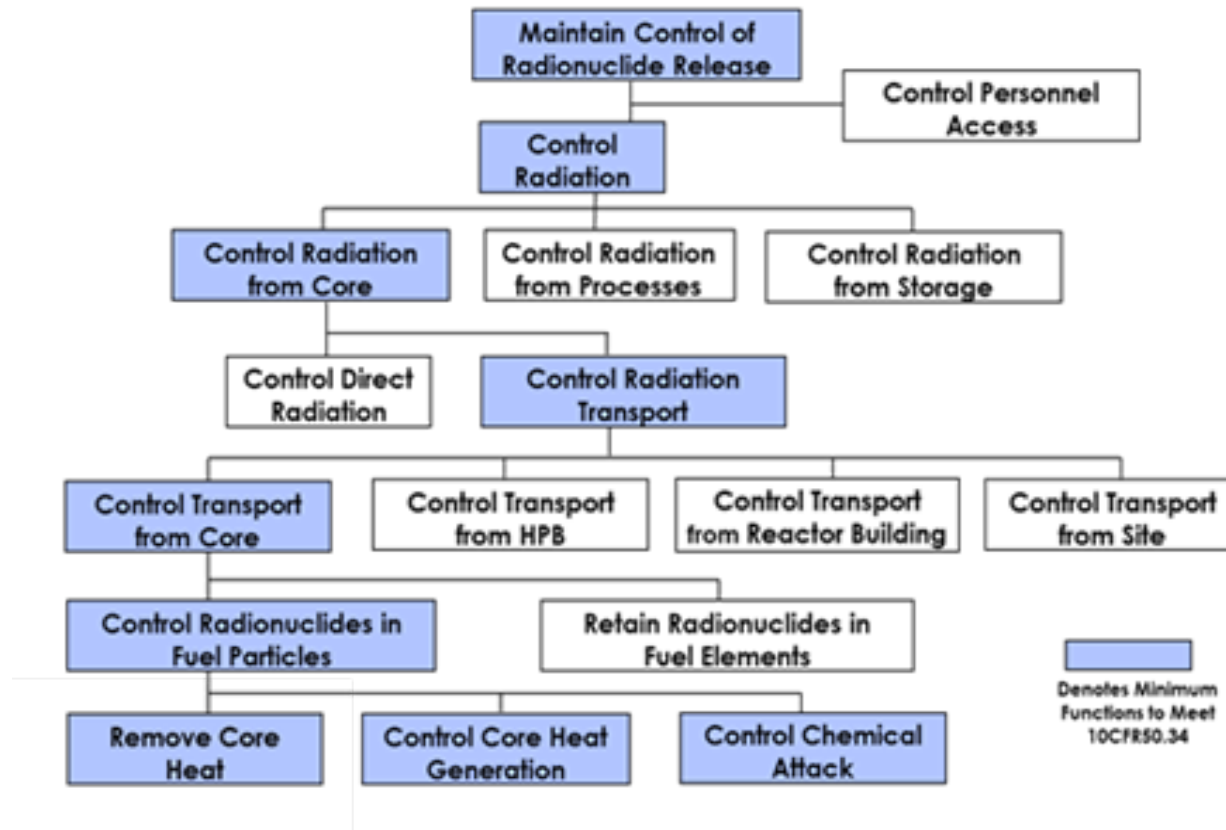 Maintain Control of
Radionuclide Release
Control Personnel
Access
Control
Radiation
Control Radiation
from Core
Control Radiation
from Processes
Control Radiation
from Storage
Control Direct
Radiation
Control Radiation
Transport
Control Transport
from Core
Control Transport
from HPB
Control Transport
from Reactor Building
Control Transport
from Site
Control Radionuclides in
Fuel Particles
Retain Radionuclides in
Fuel Elements
Denotes Minimum
Functions to Meet
10CFR50.34
Remove Core
Heat
Control Core Heat
Generation
Control Chemical
Attack